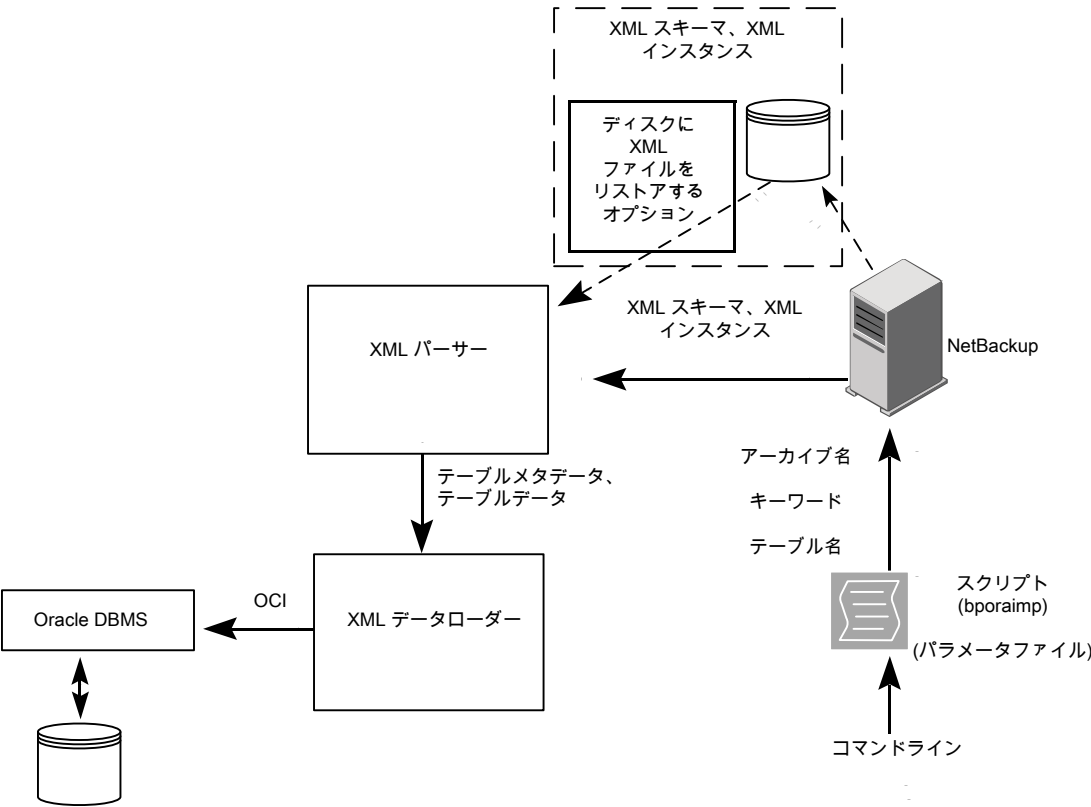 XML スキーマ、XML
インスタンス
ディスクに
XML
ファイルを
リストアする
オプション
XML スキーマ、XML
インスタンス
XML パーサー
NetBackup
アーカイブ名
キーワード
テーブル名
テーブルメタデータ、
テーブルデータ
スクリプト
(bporaimp)
(パラメータファイル)
OCI
Oracle DBMS
XML データローダー
コマンドライン